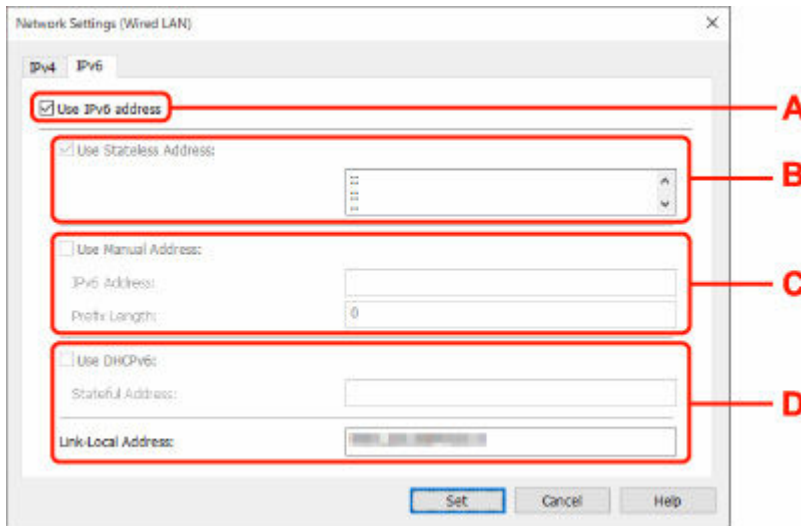 Network Settings (Wired LAN)
IPv4 IPv6
Use IPv6 address
A
Use Stateless Address:
::
::
::
B
Use Manual Address:
IPv6 Address:
C
Prefix Length: 0
Use DHCPv6:
Stateful Address:
D
Link-Local Address:
Set Cancel Help